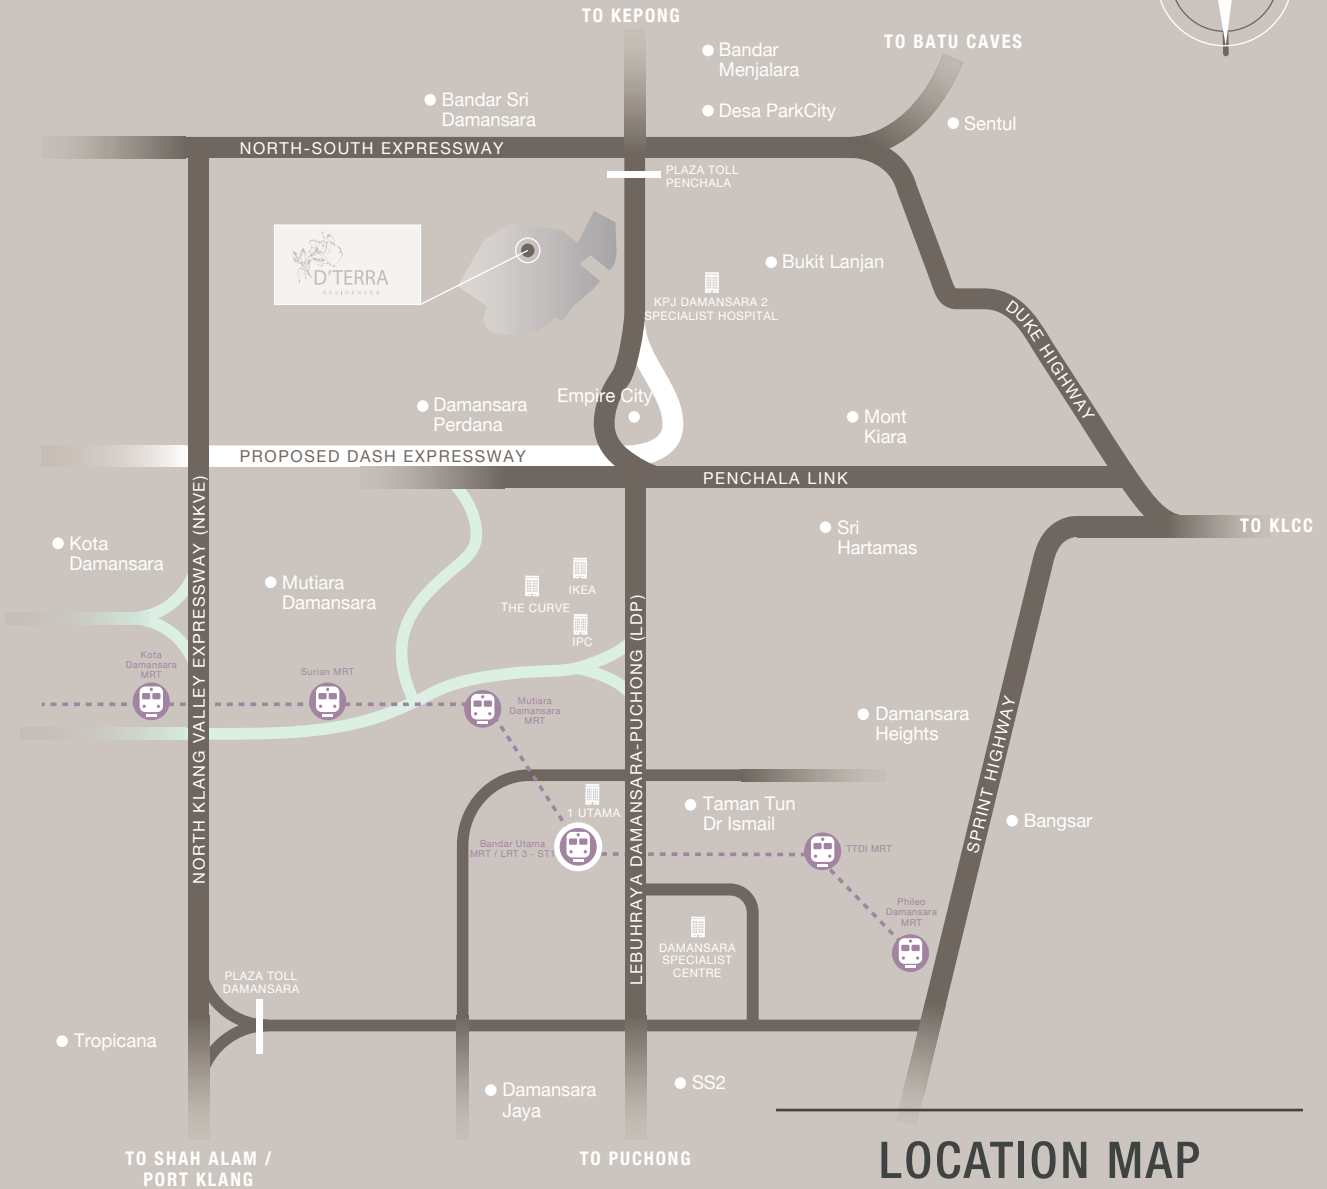 TO KEPONG
TO BATU CAVES
Bandar
Menjalara
Bandar Sri
Damansara
Desa ParkCity
Sentul
NORTH-SOUTH EXPRESSWAY
PLAZA TOLL
PENCHALA
D'TERRA
RESIDENCES
Bukit Lanjan
KPJ DAMANSARA 2
SPECIALIST HOSPITAL
DUKE HIGHWAY
Empire City
Damansara
Perdana
Mont
Kiara
PROPOSED DASH EXPRESSWAY
PENCHALA LINK
TO KLCC
Sri
Hartamas
Kota
Damansara
NORTH KLANG VALLEY EXPRESSWAY (NKVE)
Mutiara
Damansara
IKEA
THE CURVE
IPC
LEBUHRAYA DAMANSARA-PUCHONG (LDP)
Kota
Damansara
MRT
Surian MRT
Mutiara
Damansara
MRT
Damansara
Heights
SPRINT HIGHWAY
1 UTAMA
Taman Tun
Dr Ismail
Bangsar
Bandar Utama
MRT / LRT 3 - ST1
TTDI MRT
Phileo
Damansara
MRT
DAMANSARA
SPECIALIST
CENTRE
PLAZA TOLL
DAMANSARA
Tropicana
Damansara
Jaya
SS2
TO SHAH ALAM /
PORT KLANG
TO PUCHONG
LOCATION MAP